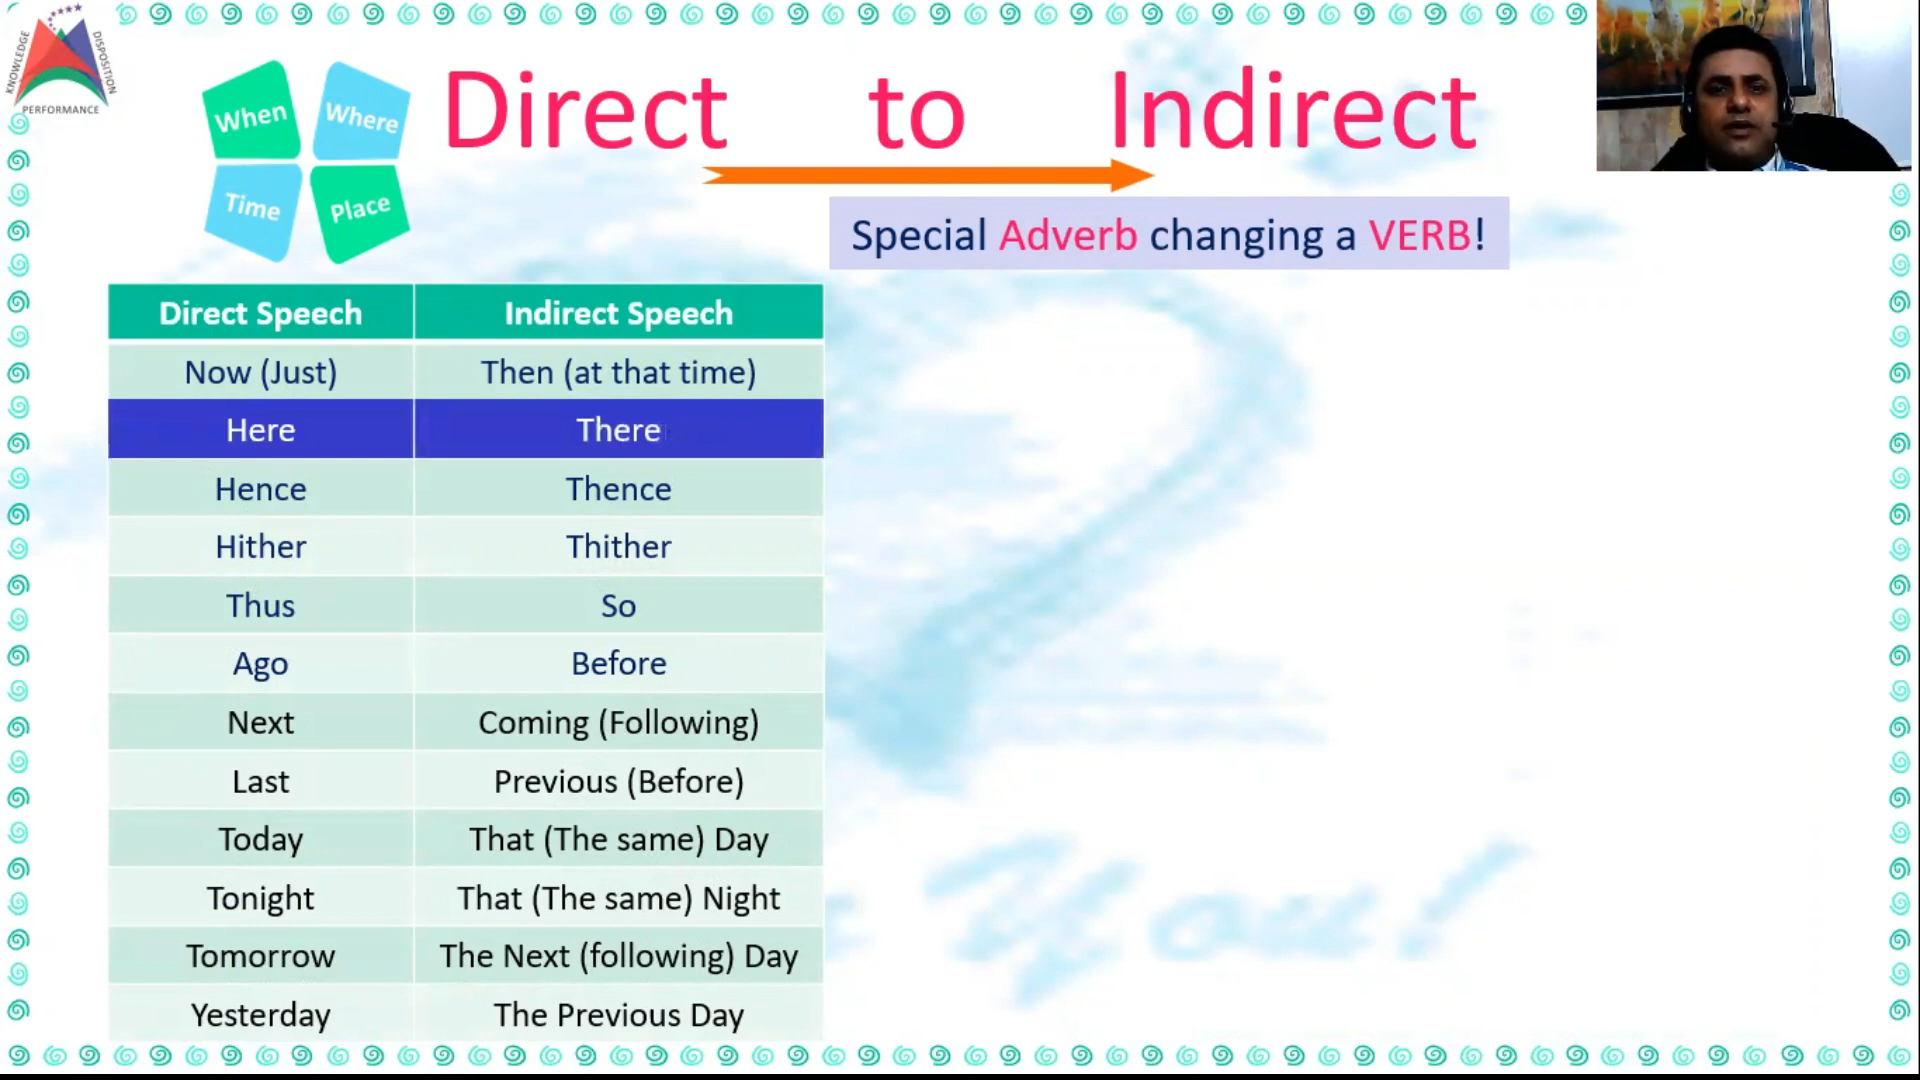 KNOWLEDGE
DISPOSITION
PERFORMANCE
When
Where
Time
Place
Direct to Indirect
Special Adverb changing a VERB!
Direct Speech Indirect Speech
Now (Just) Then (at that time)
Here There
Hence Thence
Hither Thither
Thus So
Ago Before
Next Coming (Following)
Last Previous (Before)
Today That (The same) Day
Tonight That (The same) Night
Tomorrow The Next (following) Day
Yesterday The Previous Day
You!